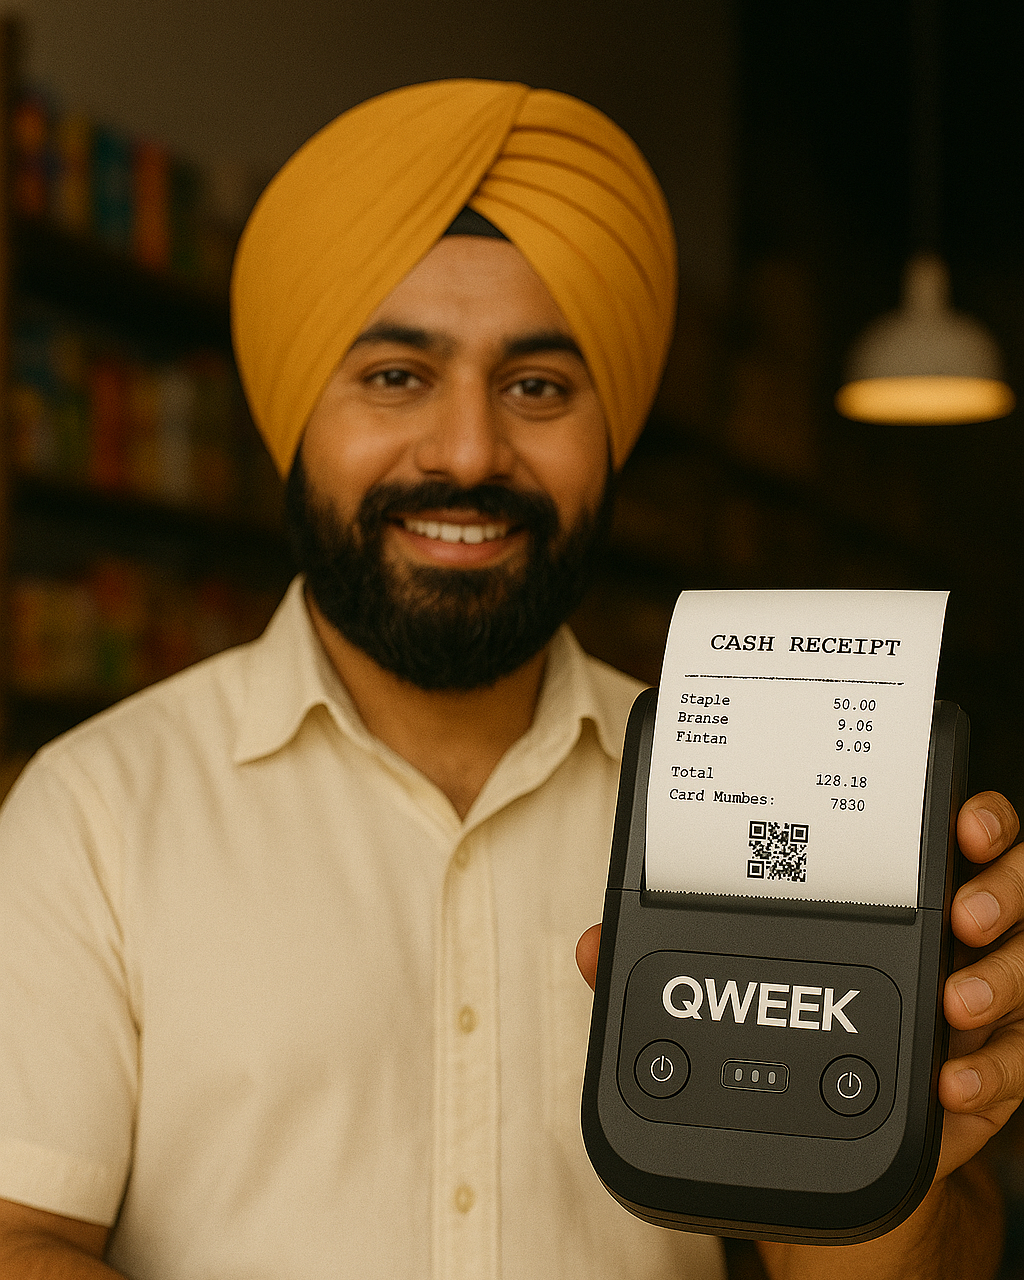 CASH RECEIPT
Staple 50.00
Branse 9.06
Fintan 9.09
Total 128.18
Card Mumbes: 7830
QWEEK